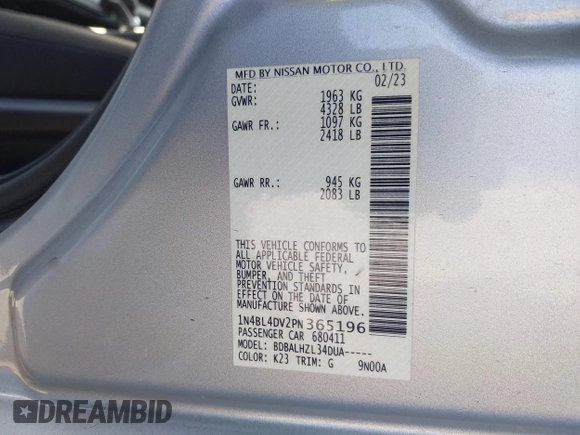 MFD BY NISSAN MOTOR CO., LTD.
DATE: 02/23
GVWR: 1963 KG
4328 LB
GAWR FR.: 1097 KG
2418 LB
GAWR RR.: 945 KG
2083 LB
THIS VEHICLE CONFORMS TO
ALL APPLICABLE FEDERAL
MOTOR VEHICLE SAFETY,
BUMPER, AND THEFT
PREVENTION STANDARDS IN
EFFECT ON THE DATE OF
MANUFACTURE SHOWN ABOVE.
1N4BL4DV2PN365196
PASSENGER CAR 680411
MODEL: BDBALHZL34DUA-----
COLOR: K23 TRIM: G 9N00A
DREAMBID
.com